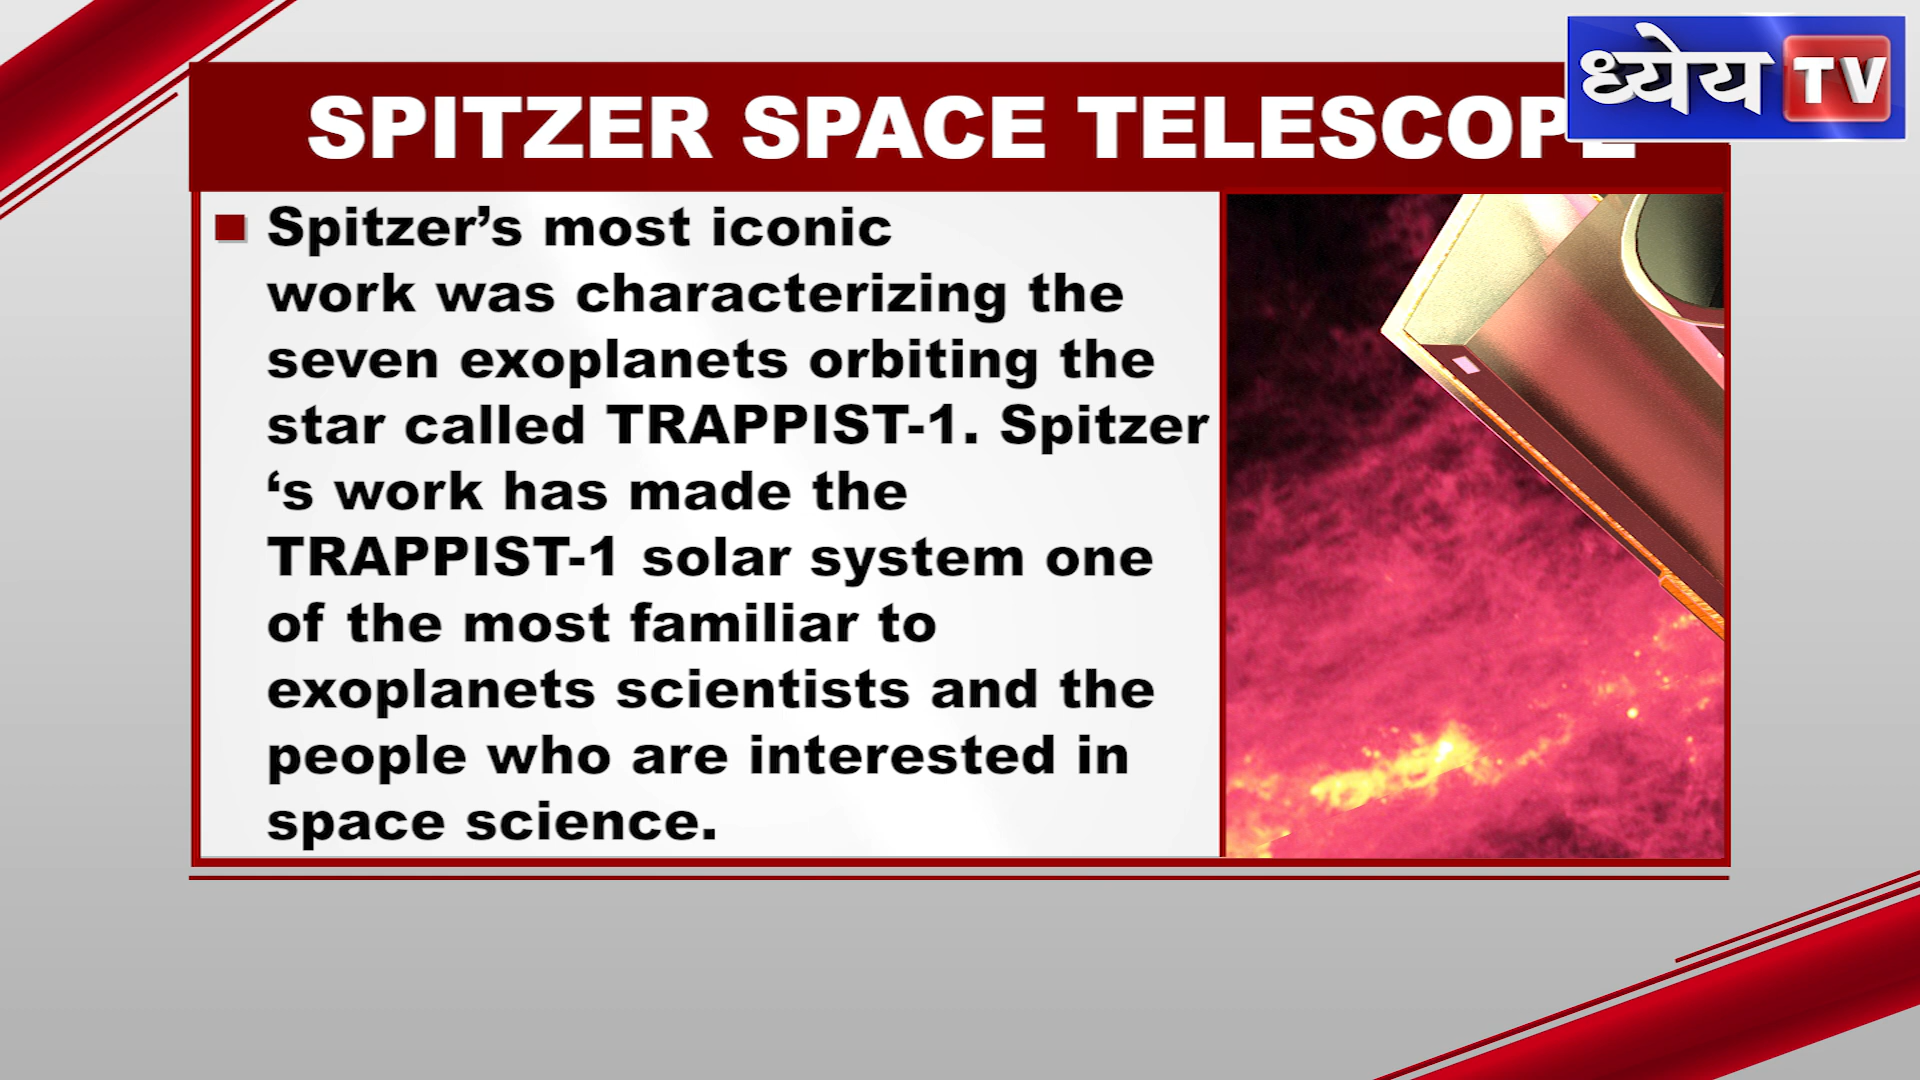 SPITZER SPACE TELESCOPE
ध्येय TV
Spitzer’s most iconic
work was characterizing the
seven exoplanets orbiting the
star called TRAPPIST-1. Spitzer
‘s work has made the
TRAPPIST-1 solar system one
of the most familiar to
exoplanets scientists and the
people who are interested in
space science.